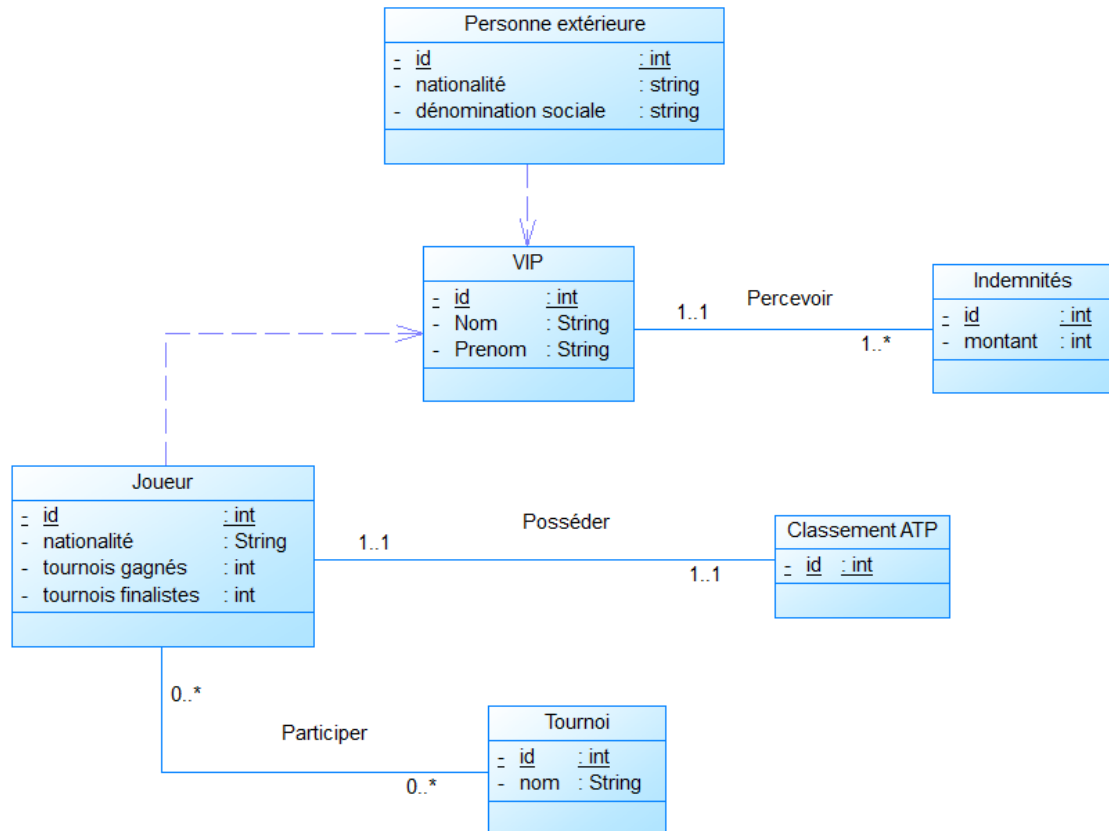 Personne extérieure
- id : int
- nationalité : string
- dénomination sociale : string
VIP
- id : int
- Nom : String
- Prenom : String
1..1
Percevoir
1..*
Indemnités
- id : int
- montant : int
Joueur
- id : int
- nationalité : String
- tournois gagnés : int
- tournois finalistes : int
1..1
Posséder
1..1
Classement ATP
- id : int
0..*
Participer
0..*
Tournoi
- id : int
- nom : String